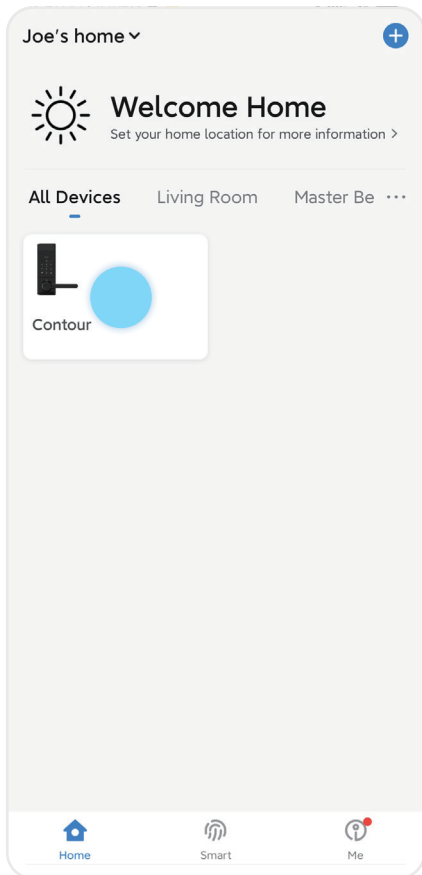 Joe's home
Welcome Home
Set your home location for more information >
All Devices Living Room Master Be ...
Contour
Home Smart Me